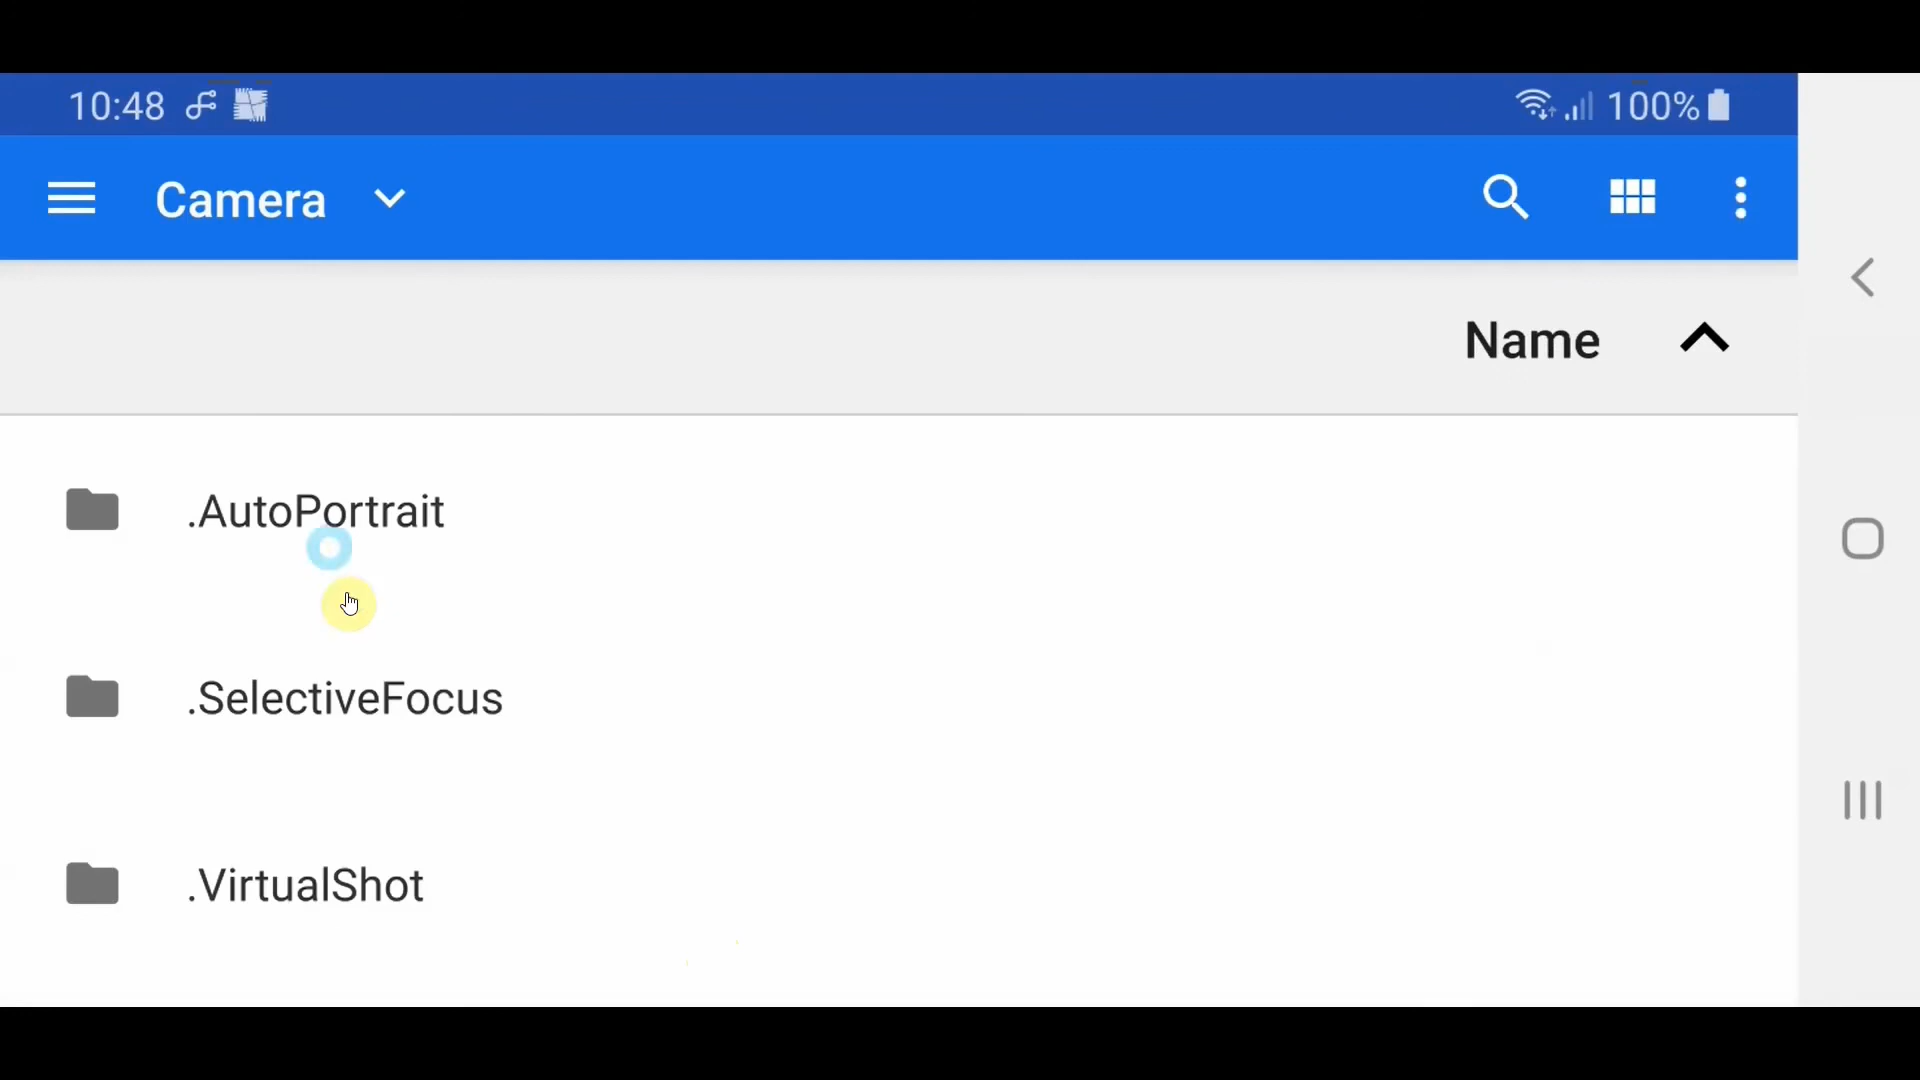 10:48 100%
Camera
Name
.AutoPortrait
.SelectiveFocus
.VirtualShot